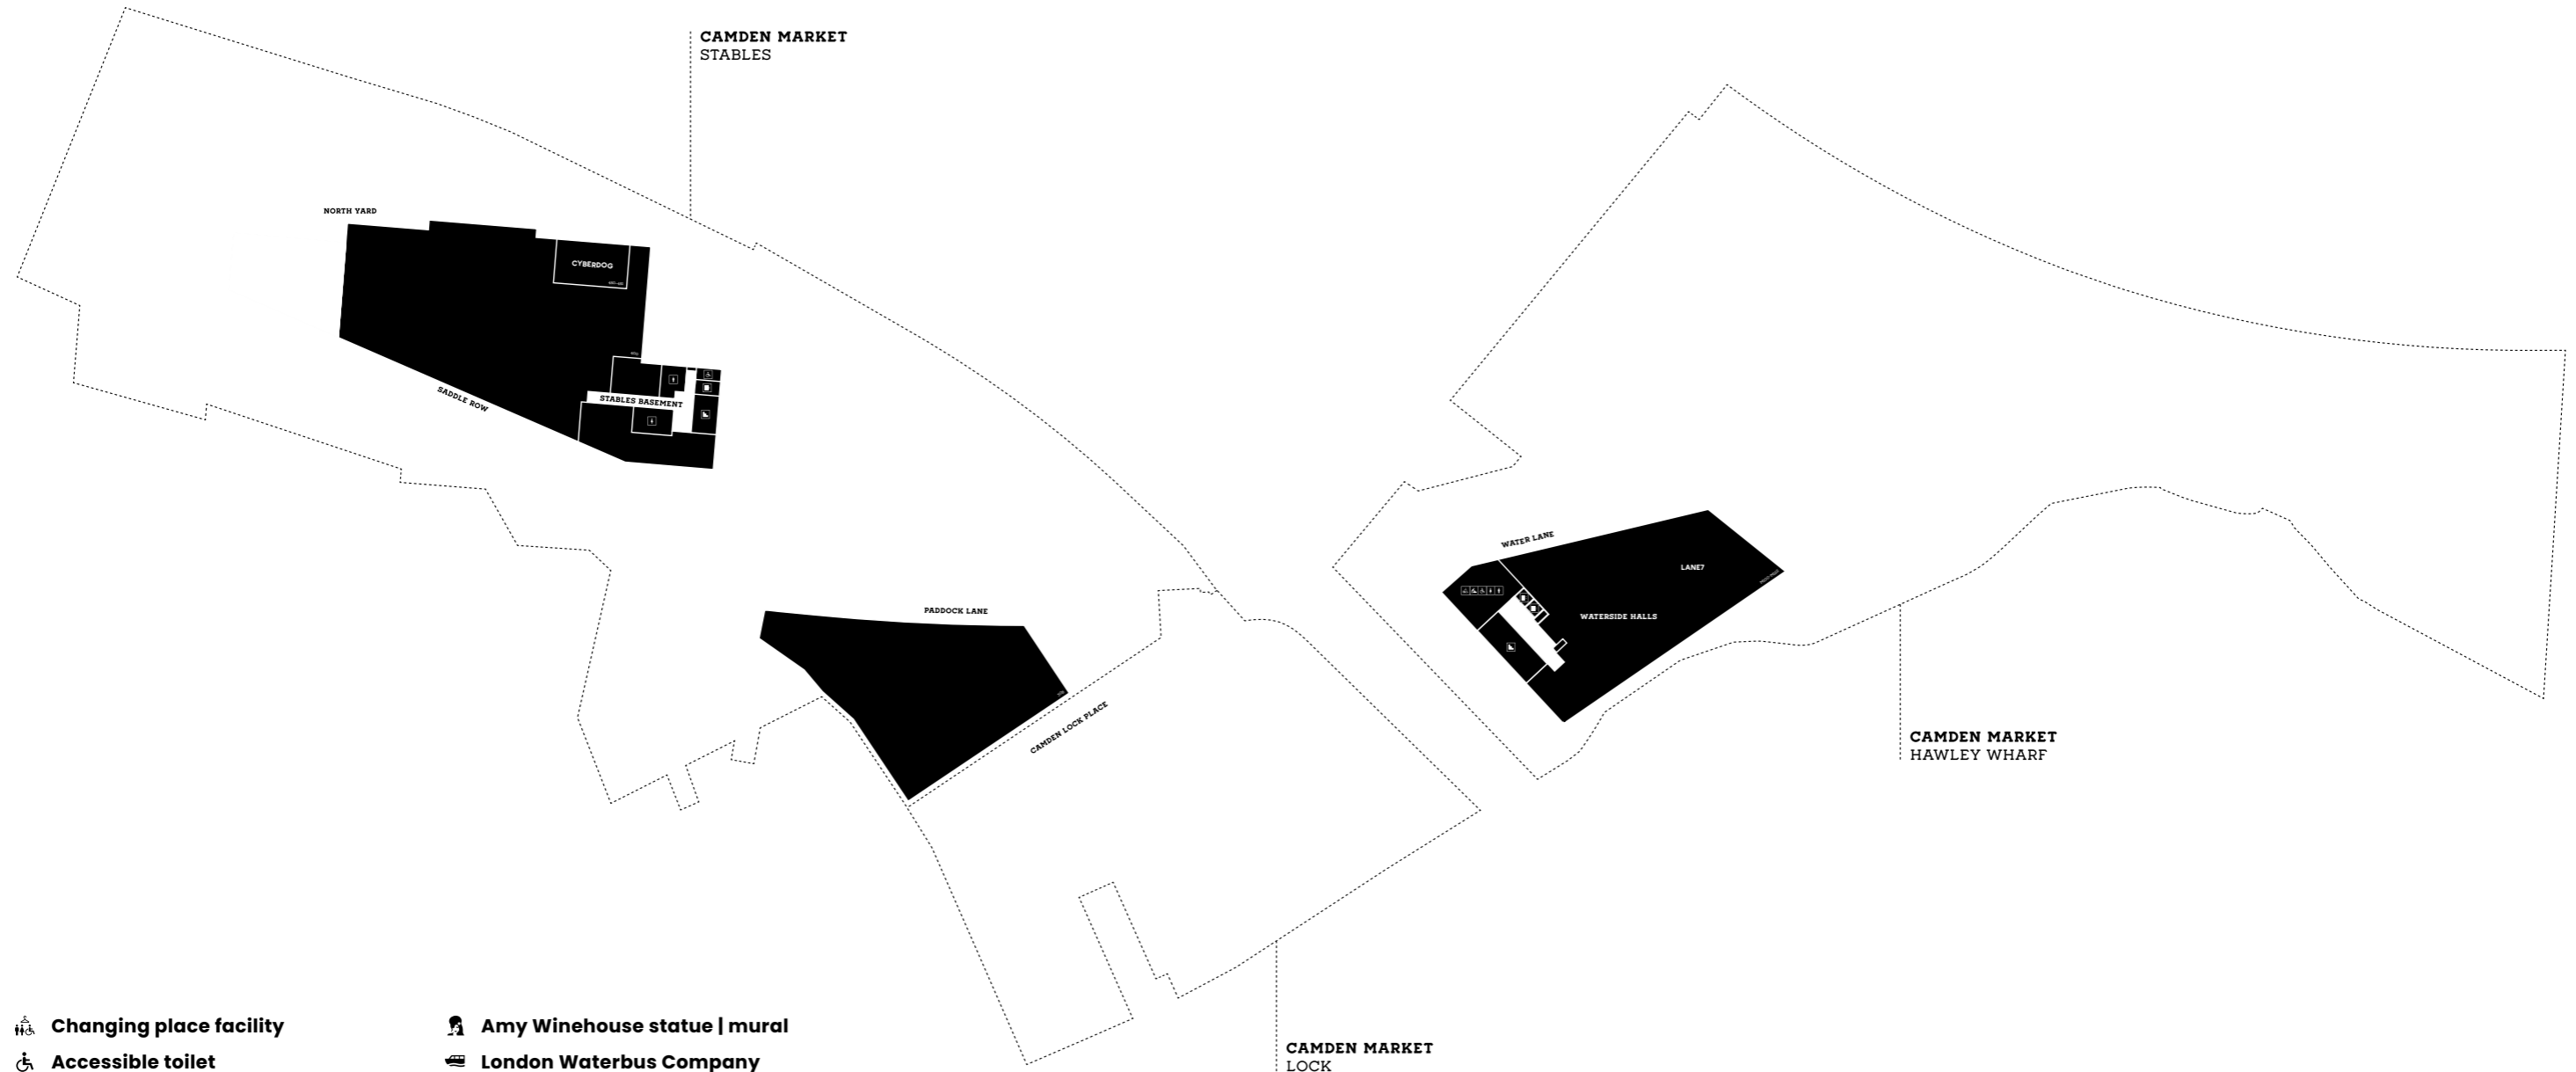 CAMDEN MARKET
STABLES
NORTH YARD
CYBERDOG
SADDLE ROW
STABLES BASEMENT
WATER LANE
LANE7
WATERSIDE HALLS
PADDOCK LANE
CAMDEN LOCK PLACE
CAMDEN MARKET
HAWLEY WHARF
Changing place facility
Accessible toilet
Amy Winehouse statue | mural
London Waterbus Company
CAMDEN MARKET
LOCK